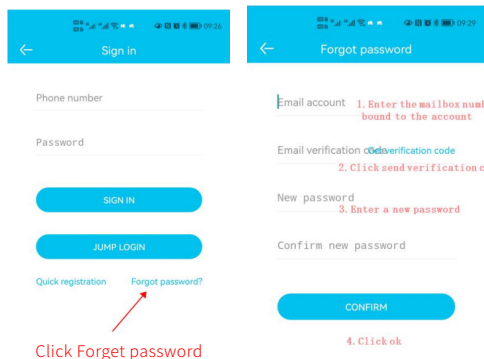 09:26
Sign in
Phone number
Password
SIGN IN
JUMP LOGIN
Quick registration
Forgot password?
Click Forget password
09:29
Forgot password
Email account
1. Enter the mailbox num
bound to the account
Email verification code
Get verification code
2. Click send verification c
New password
3. Enter a new password
Confirm new password
CONFIRM
4. Click ok